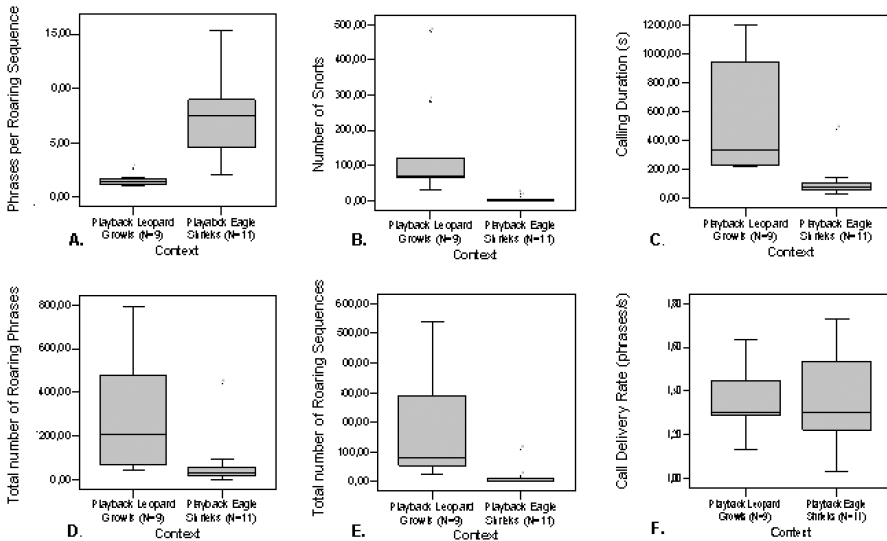 Phrases per Roaring Sequence
15,00
0,00
5,00
0,00
Playback Leopard
Growls (N=9)
Playabck Eagle
Shrieks (N=11)
A.
Context
Number of Snorts
500,00
400,00
300,00
200,00
100,00
0,00
Playback Leopard
Growls (N=9)
Playback Eagle
Shrieks (N=11)
B.
Context
Calling Duration (s)
1200,00
1000,00
800,00
600,00
400,00
200,00
0,00
Playback Leopard
Growls (N=9)
Playback Eagle
Shrieks (N=11)
C.
Context
Total number of Roaring Phrases
800,00
600,00
400,00
200,00
0,00
Playback Leopard
Growls (N=9)
Playback Eagle
Shrieks (N=11)
D.
Context
Total number of Roaring Sequences
600,00
500,00
00,00
300,00
200,00
100,00
0,00
Playback Leopard
Growls (N=9)
Playback Eagle
Shrieks (N=11)
E.
Context
Call Delivery Rate (phrases/s)
1,80
1,60
1,40
1,20
1,00
Playback Leopard
Growls (N=9)
Playback Eagle
Shrieks (N=11)
F.
Context